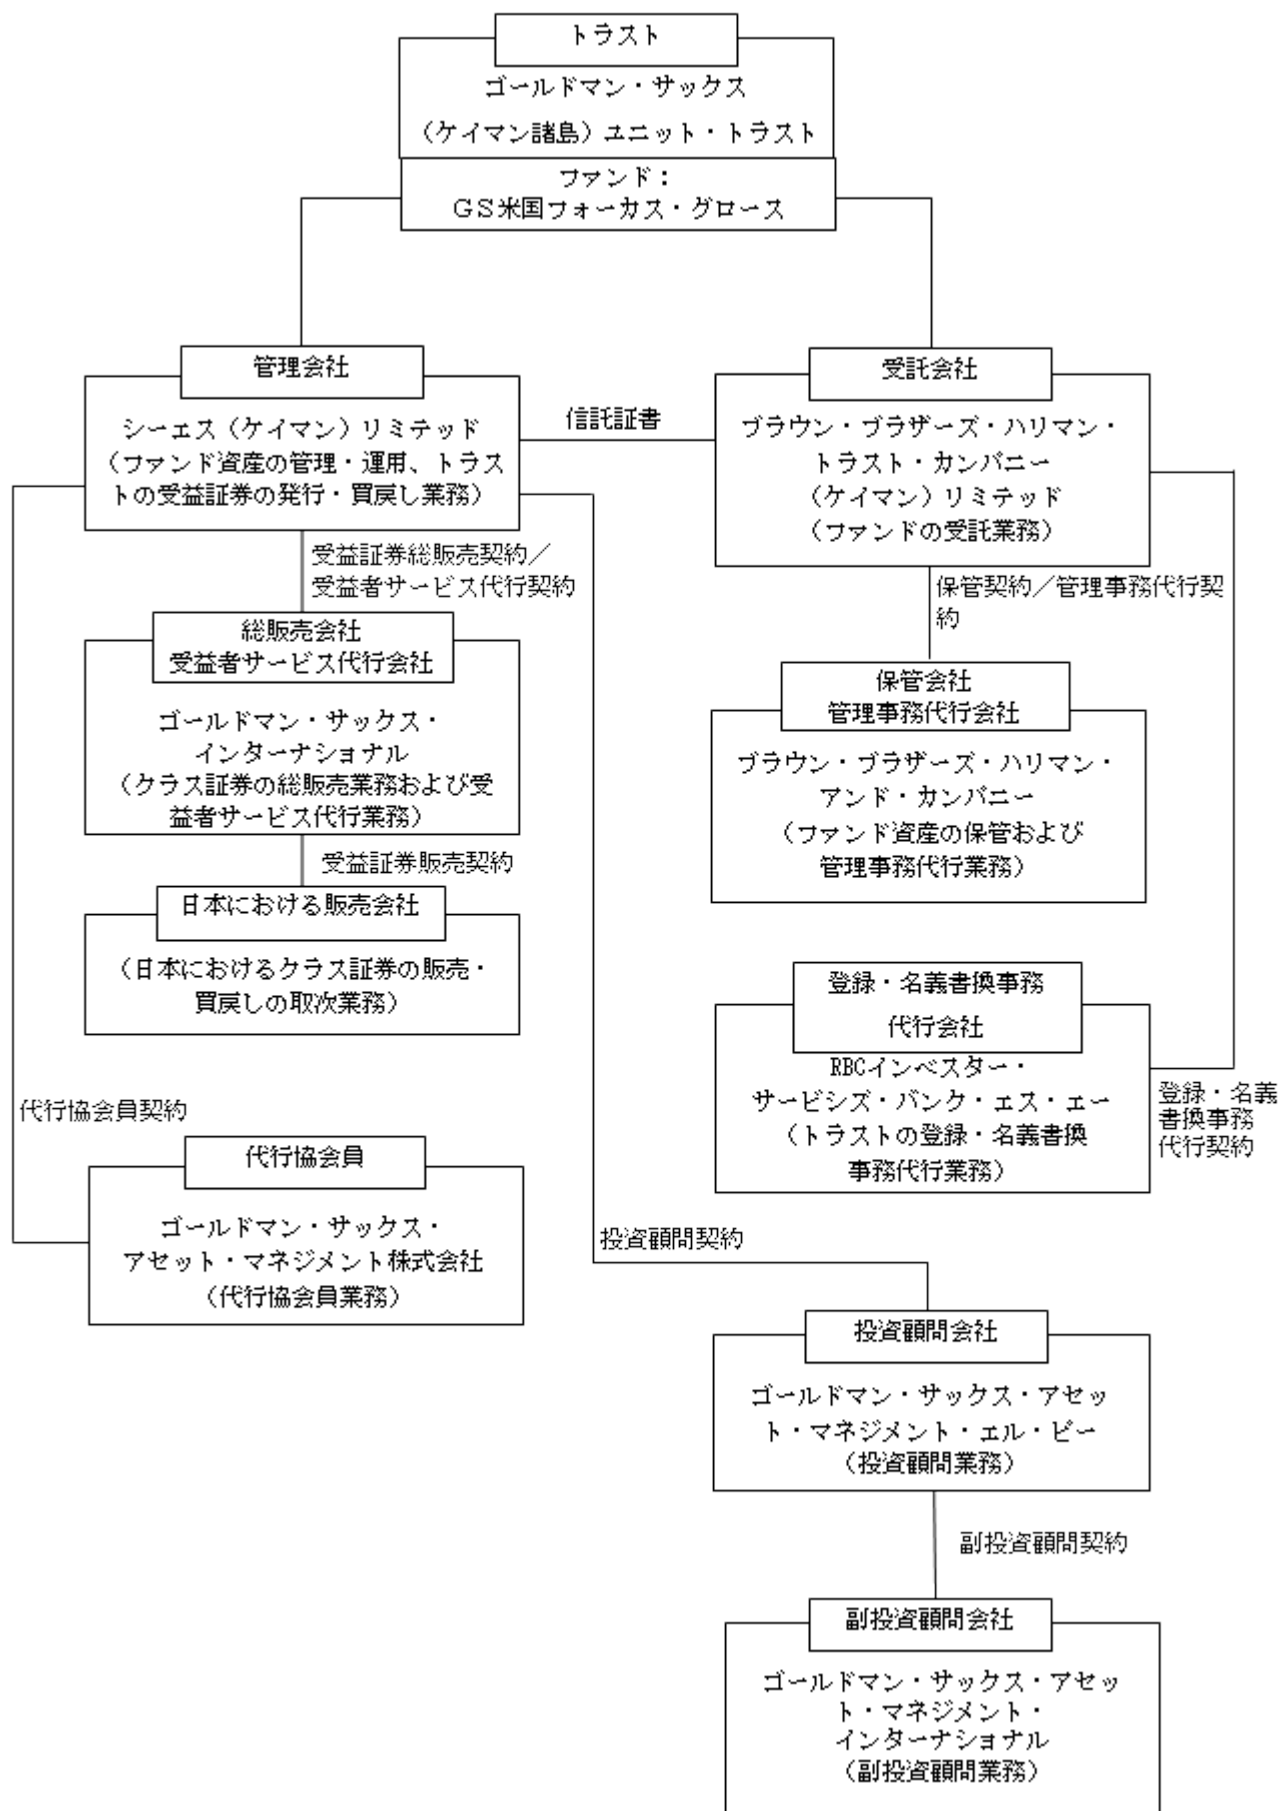 トラスト
ゴールドマン・サックス
（ケイマン諸島）ユニット・トラスト
ファンド：
ＧＳ米国フォーカス・グロース
管理会社
シーエス（ケイマン）リミテッド
（ファンド資産の管理・運用、トラス
トの受益証券の発行・買戻し業務）
信託証書
受託会社
ブラウン・ブラザーズ・ハリマン・
トラスト・カンパニー
（ケイマン）リミテッド
（ファンドの受託業務）
受益証券総販売契約／
受益者サービス代行契約
保管契約／管理事務代行契
約
総販売会社
受益者サービス代行会社
ゴールドマン・サックス・
インターナショナル
（クラス証券の総販売業務および受
益者サービス代行業務）
保管会社
管理事務代行会社
ブラウン・ブラザーズ・ハリマン・
アンド・カンパニー
（ファンド資産の保管および
管理事務代行業務）
受益証券販売契約
日本における販売会社
（日本におけるクラス証券の販売・
買戻しの取次業務）
登録・名義書換事務
代行会社
RBCインベスター・
サービシズ・バンク・エス・エー
（トラストの登録・名義書換
事務代行業務）
登録・名義
書換事務
代行契約
代行協会員契約
代行協会員
ゴールドマン・サックス・
アセット・マネジメント株式会社
（代行協会員業務）
投資顧問契約
投資顧問会社
ゴールドマン・サックス・アセッ
ト・マネジメント・エル・ピー
（投資顧問業務）
副投資顧問契約
副投資顧問会社
ゴールドマン・サックス・アセッ
ト・マネジメント・
インターナショナル
（副投資顧問業務）